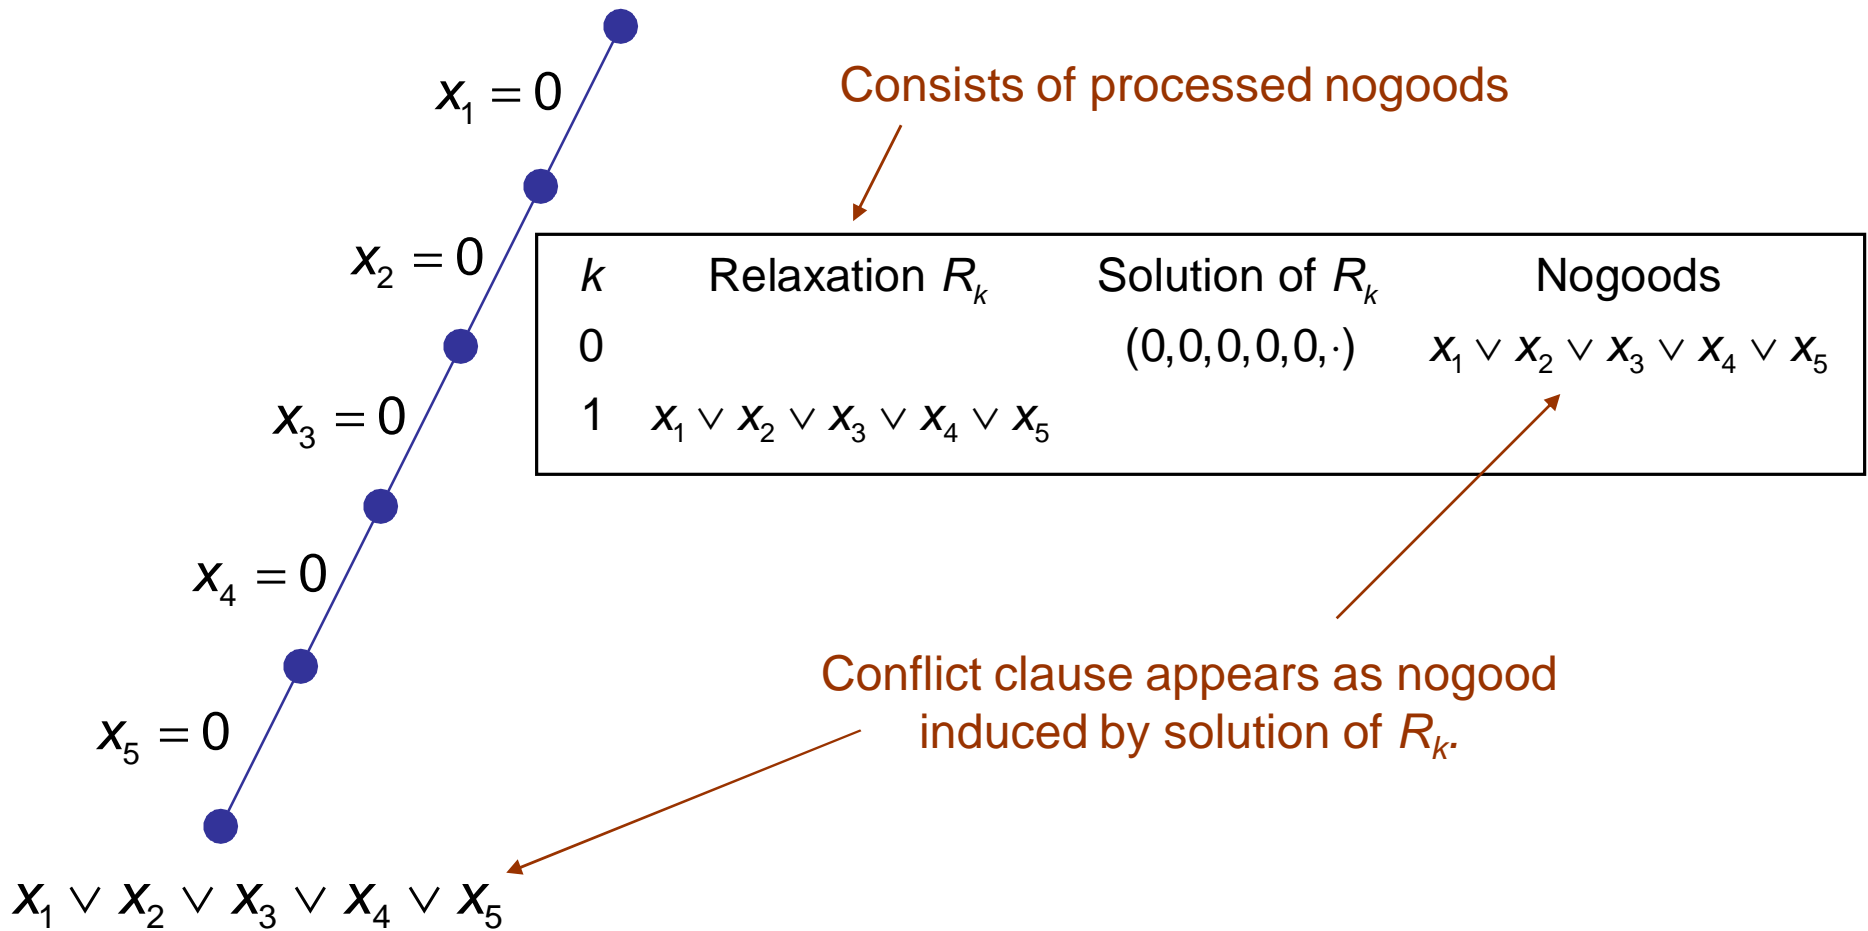 x₁ = 0
Consists of processed nogoods
x₂ = 0
k Relaxation Rₖ Solution of Rₖ Nogoods
0 (0,0,0,0,0,·) x₁ ∨ x₂ ∨ x₃ ∨ x₄ ∨ x₅
1 x₁ ∨ x₂ ∨ x₃ ∨ x₄ ∨ x₅
x₃ = 0
x₄ = 0
Conflict clause appears as nogood
induced by solution of Rₖ.
x₅ = 0
x₁ ∨ x₂ ∨ x₃ ∨ x₄ ∨ x₅